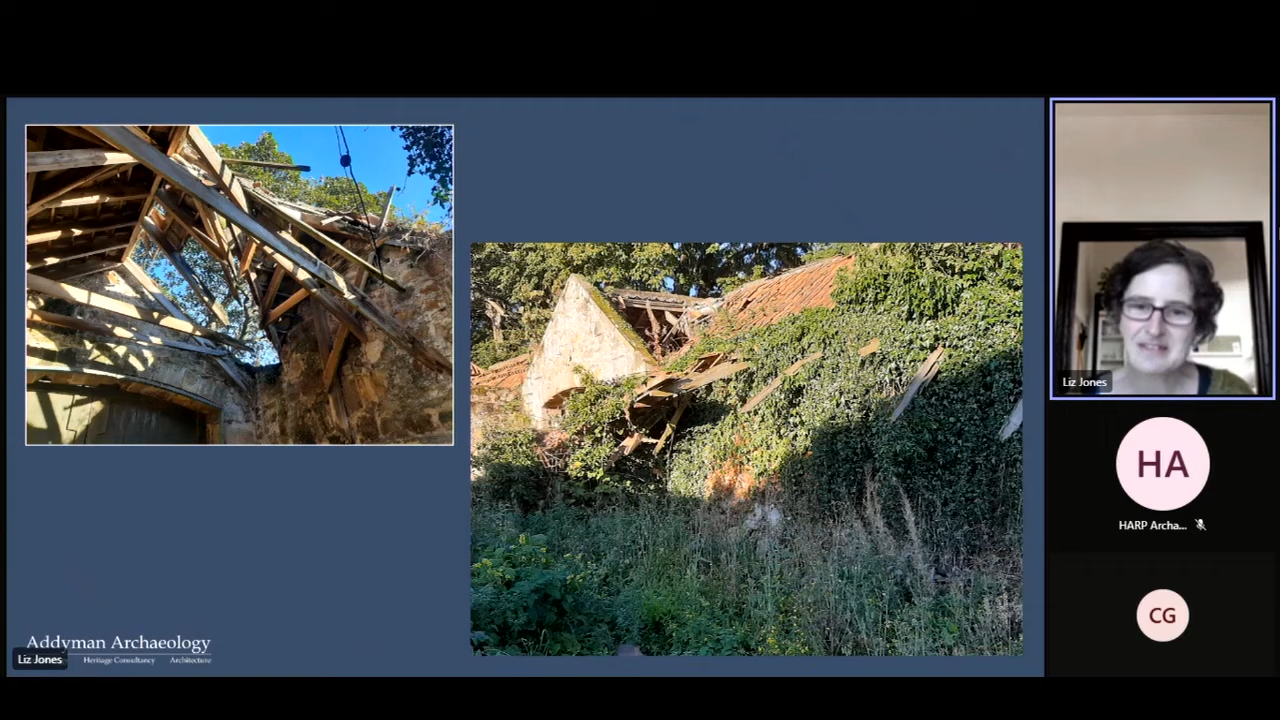 Addyman Archaeology
Heritage Consultancy Architecture
Liz Jones
Liz Jones
HA
HARP Archa...
CG